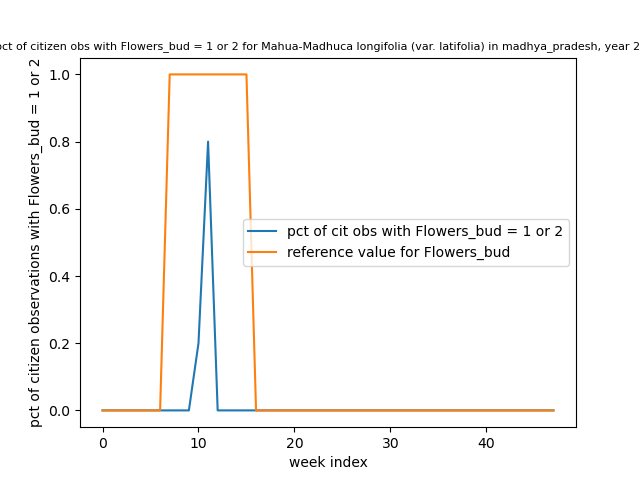 pct of citizen obs with Flowers_bud = 1 or 2 for Mahua-Madhuca longifolia (var. latifolia) in madhya_pradesh, year 2
pct of citizen observations with Flowers_bud = 1 or 2
1.0
0.8
0.6
0.4
0.2
0.0
pct of cit obs with Flowers_bud = 1 or 2
reference value for Flowers_bud
0 10 20 30 40
week index